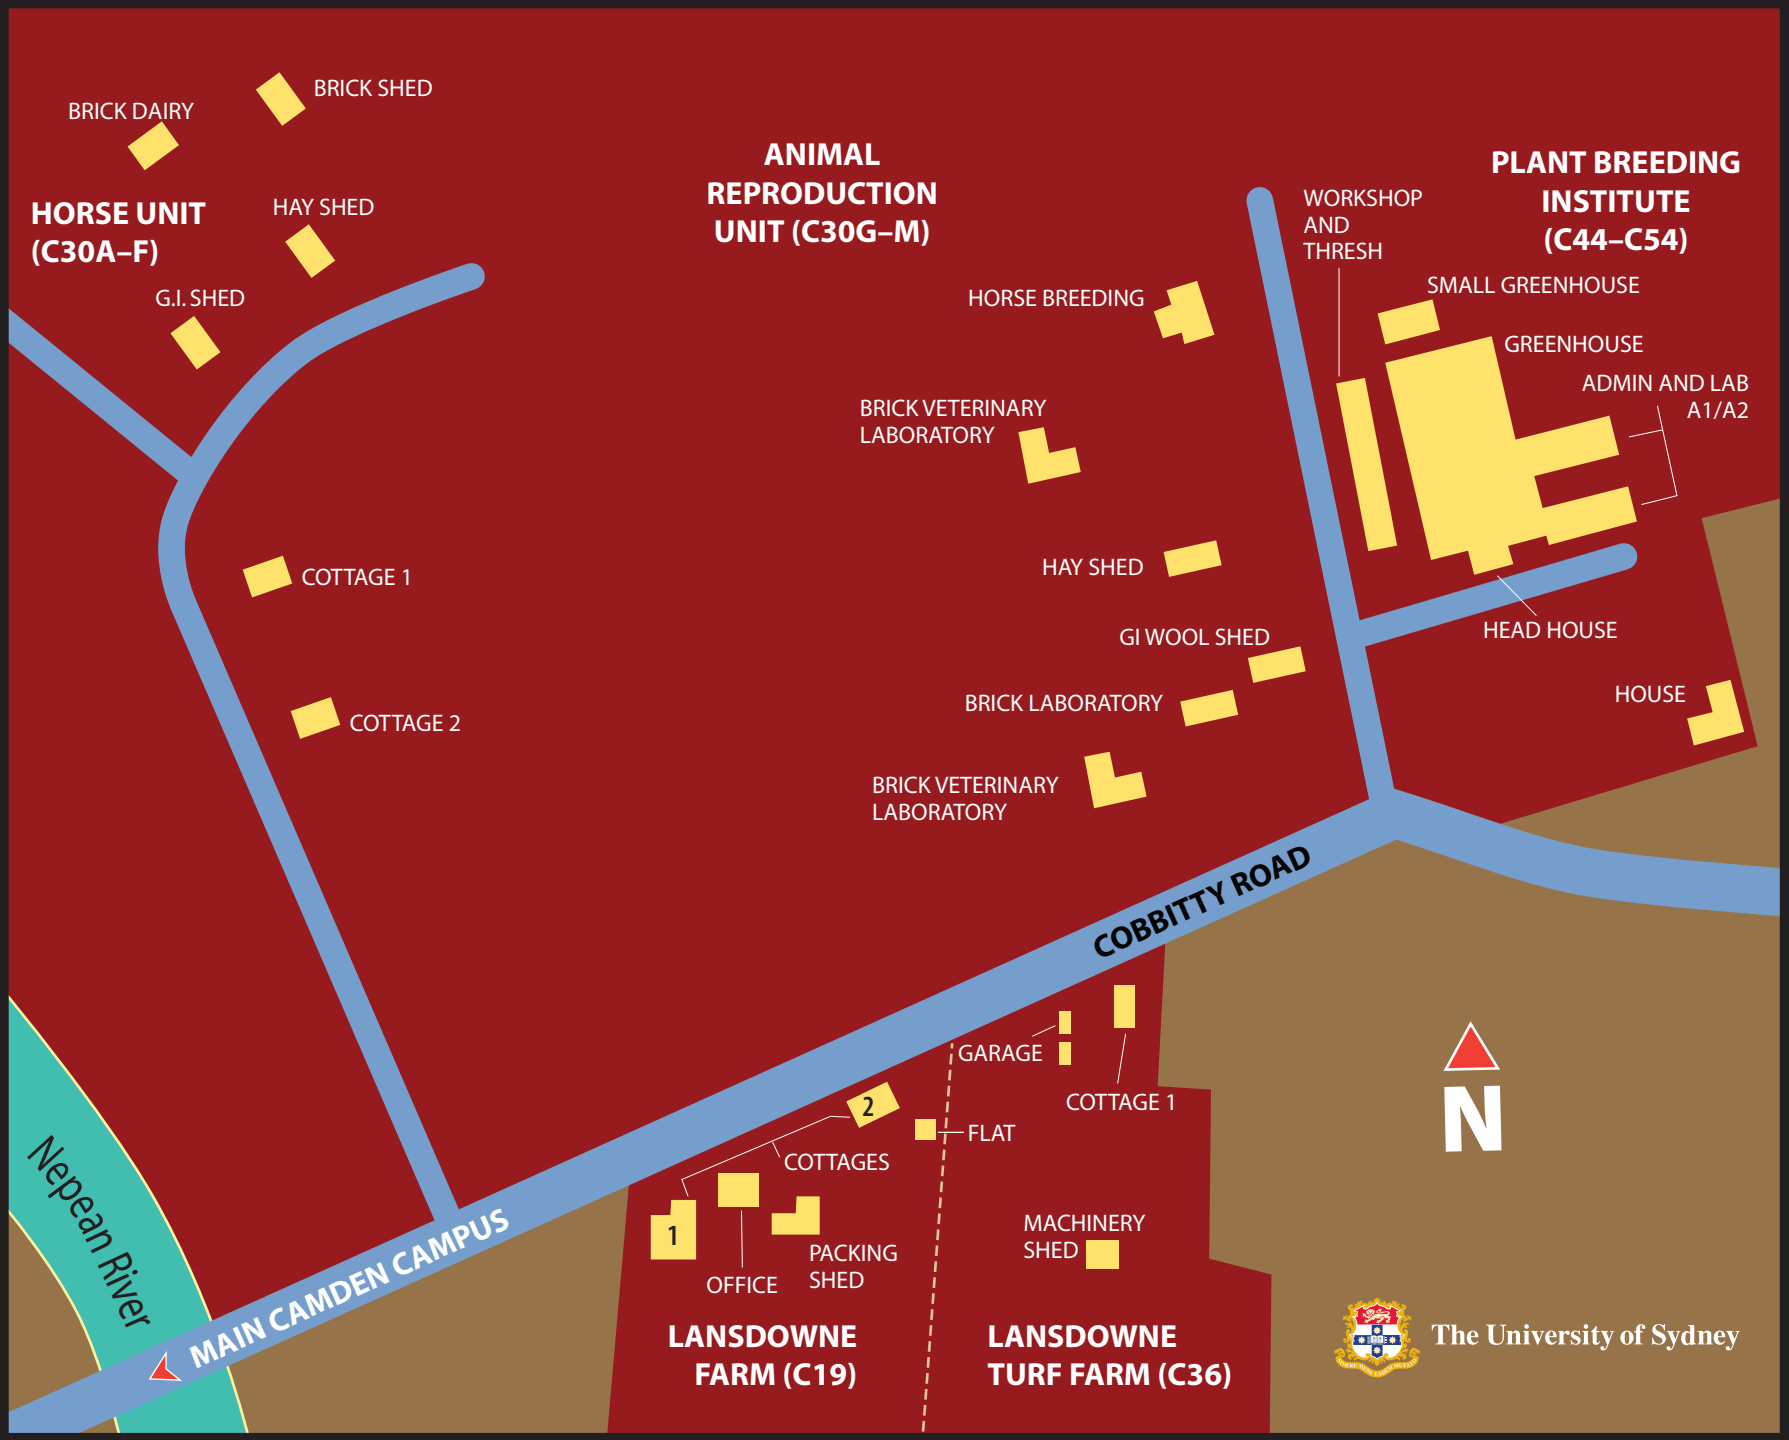 BRICK SHED
BRICK DAIRY
HORSE UNIT
(C30A–F)
HAY SHED
G.I. SHED
ANIMAL
REPRODUCTION
UNIT (C30G–M)
PLANT BREEDING
INSTITUTE
(C44–C54)
WORKSHOP
AND
THRESH
SMALL GREENHOUSE
HORSE BREEDING
GREENHOUSE
ADMIN AND LAB
A1/A2
BRICK VETERINARY
LABORATORY
HAY SHED
COTTAGE 1
HEAD HOUSE
GI WOOL SHED
HOUSE
BRICK LABORATORY
COTTAGE 2
BRICK VETERINARY
LABORATORY
COBBITTY ROAD
GARAGE
COTTAGE 1
2
FLAT
COTTAGES
1
OFFICE
PACKING
SHED
MACHINERY
SHED
N
Nepean River
MAIN CAMDEN CAMPUS
LANSDOWNE
FARM (C19)
LANSDOWNE
TURF FARM (C36)
The University of Sydney